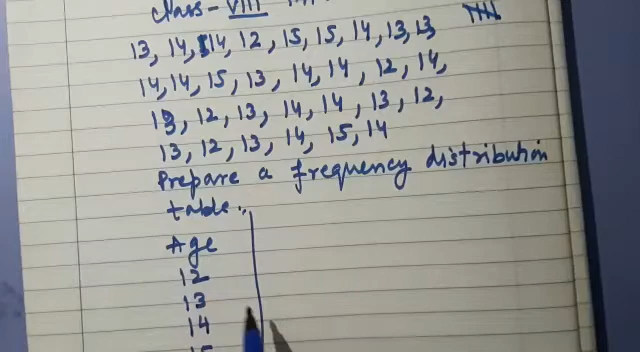 Class - VIII
13, 14, 14, 12, 15, 15, 14, 13, 13,
14, 14, 15, 13, 14, 14, 12, 14,
13, 12, 13, 14, 14, 13, 12,
13, 12, 13, 14, 15, 14
Prepare a frequency distribution
table.
Age
12
13
14
15